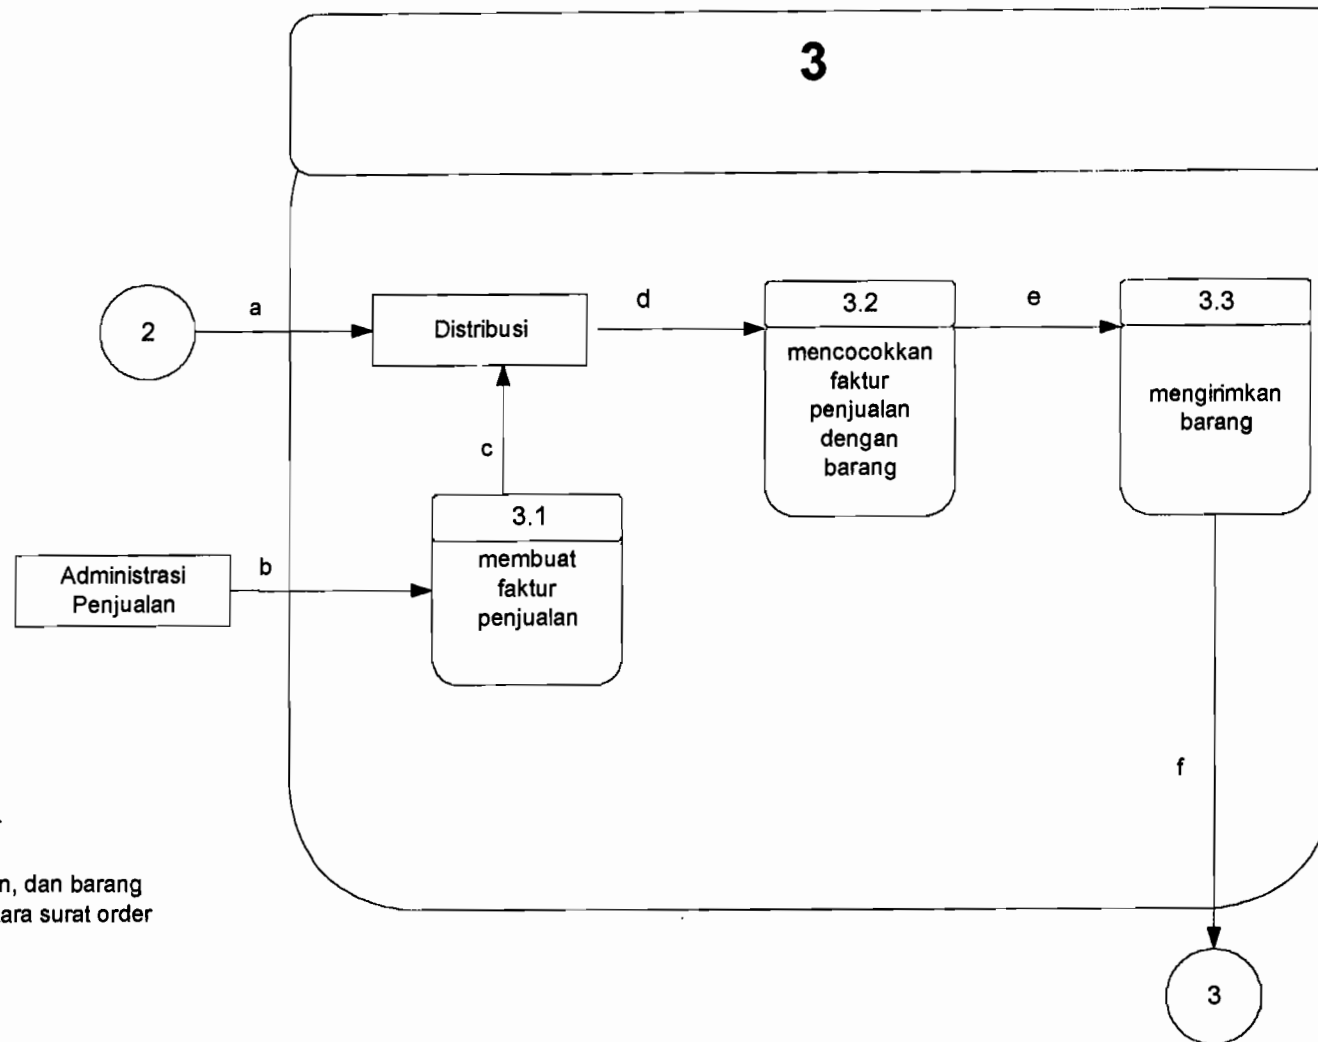 3
2
a
Distribusi
d
3.2
mencocokkan
faktur
penjualan
dengan
barang
e
3.3
mengirimkan
barang
c
3.1
membuat
faktur
penjualan
Administrasi
Penjualan
b
f
dan barang
surat order
3